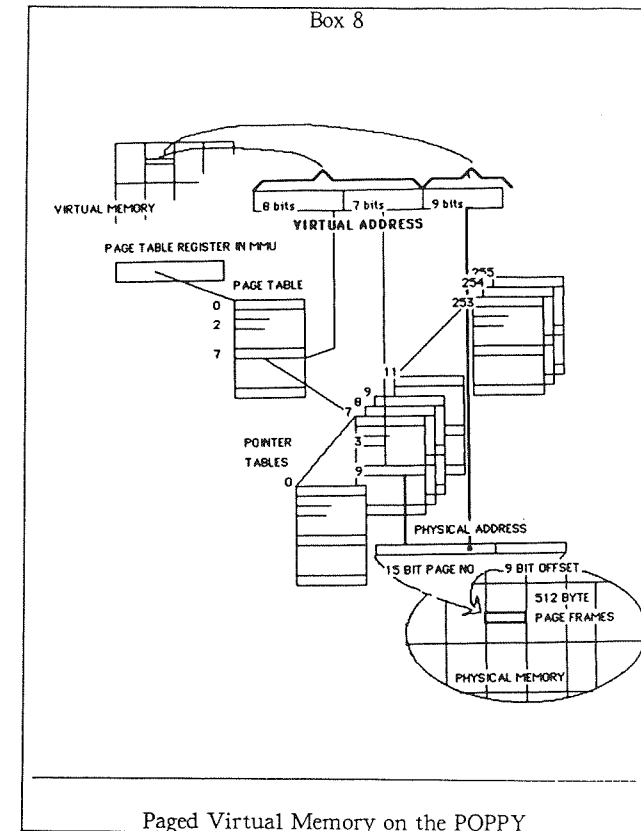 Box 8
VIRTUAL MEMORY
8 bits
7 bits
9 bits
VIRTUAL ADDRESS
PAGE TABLE REGISTER IN MMU
PAGE TABLE
0
2
7
255
254
253
11
9
8
7
3
9
POINTER
TABLES
0
PHYSICAL ADDRESS
15 BIT PAGE NO
9 BIT OFFSET
512 BYTE
PAGE FRAMES
PHYSICAL MEMORY
Paged Virtual Memory on the POPPY